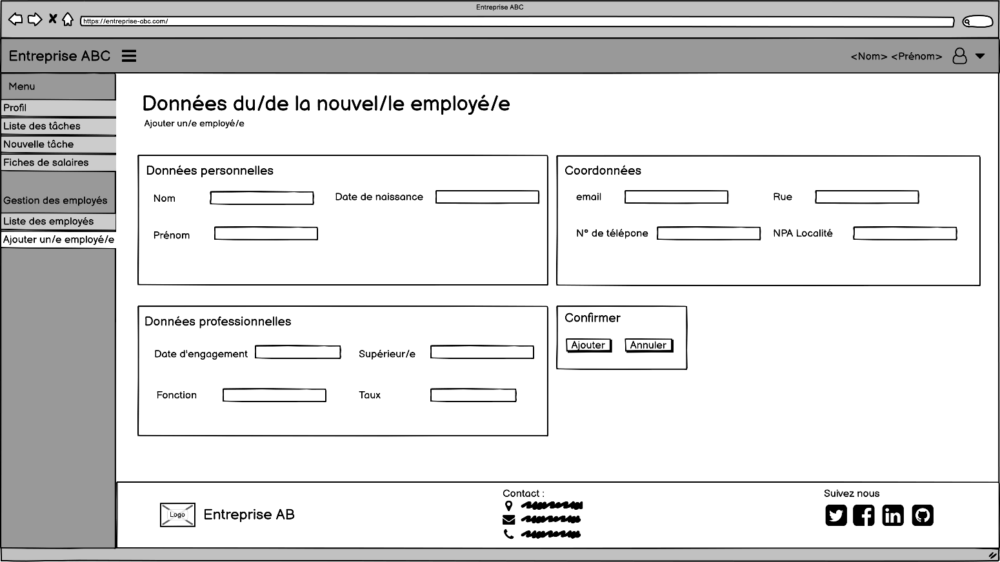 Entreprise ABC
https://entreprise-abc.com/
Entreprise ABC
<Nom> <Prénom>
Menu
Profil
Liste des tâches
Nouvelle tâche
Fiches de salaires
Gestion des employés
Liste des employés
Ajouter un/e employé/e
Données du/de la nouvel/le employé/e
Ajouter un/e employé/e
Données personnelles
Nom
Date de naissance
Prénom
Coordonnées
email
Rue
N° de télépone
NPA Localité
Données professionnelles
Date d'engagement
Supérieur/e
Fonction
Taux
Confirmer
Ajouter
Annuler
Logo
Entreprise AB
Contact :
Suivez nous